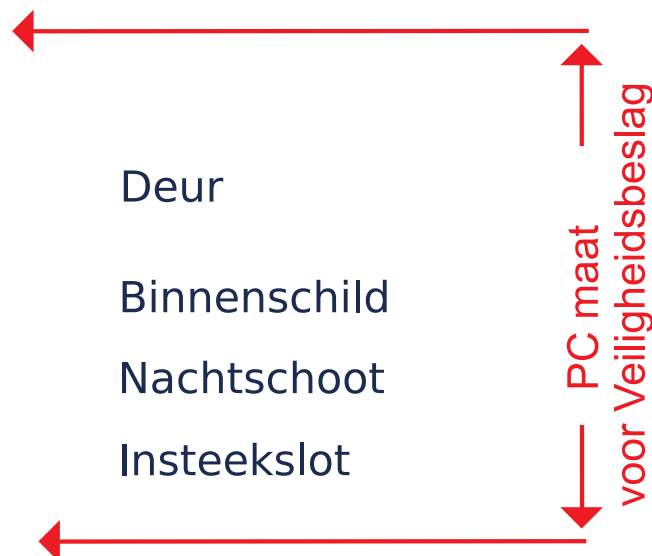 Deur
Binnenschild
Nachtschoot
Insteekslot
PC maat
voor Veiligheidsbeslag